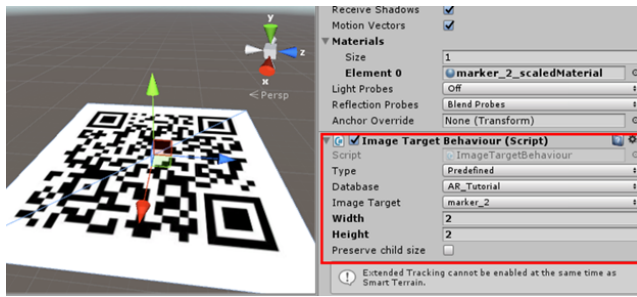 y
z
x
Persp
Receive Shadows
Motion Vectors
Materials
Size 1
Element 0 marker_2_scaledMaterial
Light Probes Off
Reflection Probes Blend Probes
Anchor Override None (Transform)
Image Target Behaviour (Script)
Script ImageTargetBehaviour
Type Predefined
Database AR_Tutorial
Image Target marker_2
Width 2
Height 2
Preserve child size
Extended Tracking cannot be enabled at the same time as
Smart Terrain.